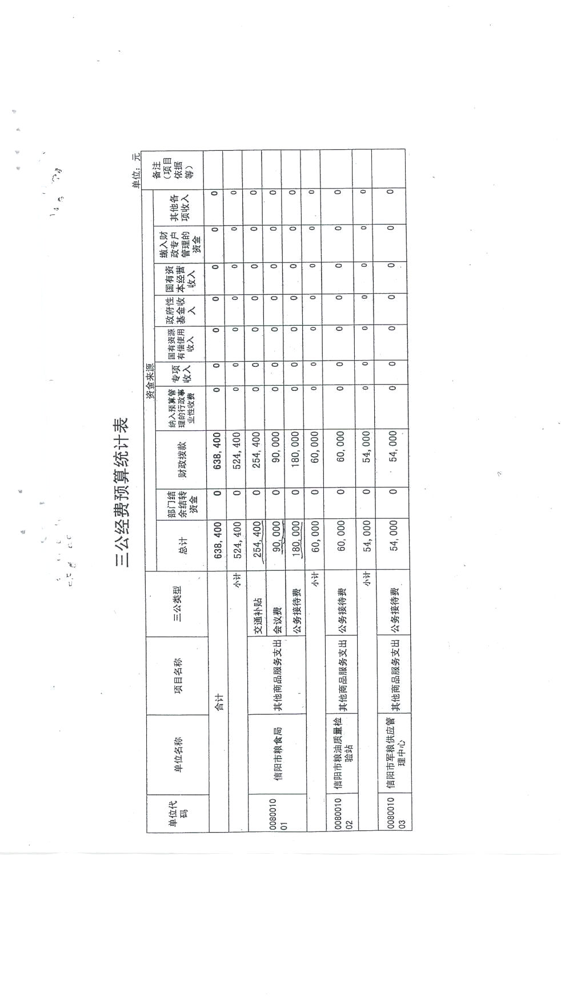 三公经费预算统计表
单位：元
单位代码 单位名称 项目名称 三公类型 资金来源 备注（项目依据等）
总计 部门结余结转资金 财政拨款 纳入预算管理的行政事业性收费 专项收入 国有资源有偿使用收入 政府性基金收入 国有资本经营收入 缴入财政专户管理的资金 其他各项收入
合计 638,400 0 638,400 0 0 0 0 0 0 0
小计 524,400 0 524,400 0 0 0 0 0 0 0
008001001 信阳市粮食局 其他商品服务支出 交通补贴 254,400 0 254,400 0 0 0 0 0 0 0
会议费 90,000 0 90,000 0 0 0 0 0 0 0
公务接待费 180,000 0 180,000 0 0 0 0 0 0 0
小计 60,000 0 60,000 0 0 0 0 0 0 0
008001002 信阳市粮油质量检验站 其他商品服务支出 公务接待费 60,000 0 60,000 0 0 0 0 0 0 0
小计 54,000 0 54,000 0 0 0 0 0 0 0
008001003 信阳市军粮供应管理中心 其他商品服务支出 公务接待费 54,000 0 54,000 0 0 0 0 0 0 0